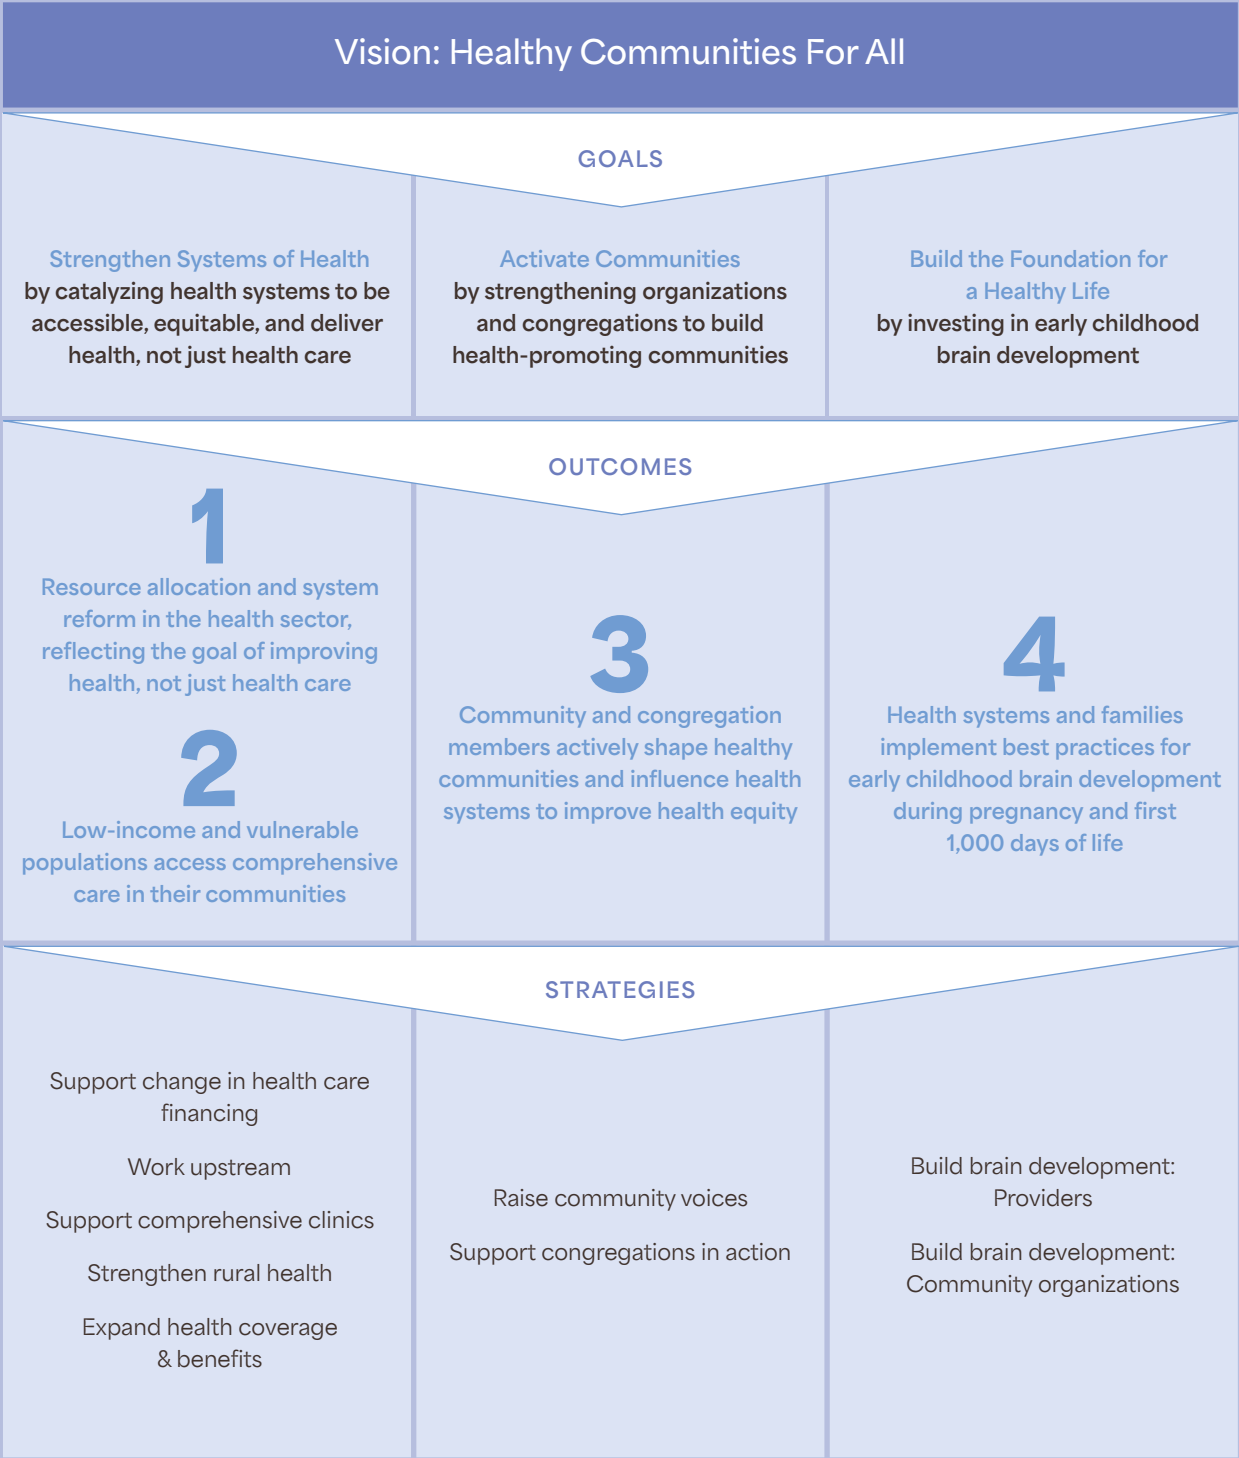 Vision: Healthy Communities For All
GOALS
Strengthen Systems of Health
by catalyzing health systems to be
accessible, equitable, and deliver
health, not just health care
Activate Communities
by strengthening organizations
and congregations to build
health-promoting communities
Build the Foundation for
a Healthy Life
by investing in early childhood
brain development
OUTCOMES
1
Resource allocation and system
reform in the health sector,
reflecting the goal of improving
health, not just health care
2
Low-income and vulnerable
populations access comprehensive
care in their communities
3
Community and congregation
members actively shape healthy
communities and influence health
systems to improve health equity
4
Health systems and families
implement best practices for
early childhood brain development
during pregnancy and first
1,000 days of life
STRATEGIES
Support change in health care
financing
Work upstream
Support comprehensive clinics
Strengthen rural health
Expand health coverage
& benefits
Raise community voices
Support congregations in action
Build brain development:
Providers
Build brain development:
Community organizations